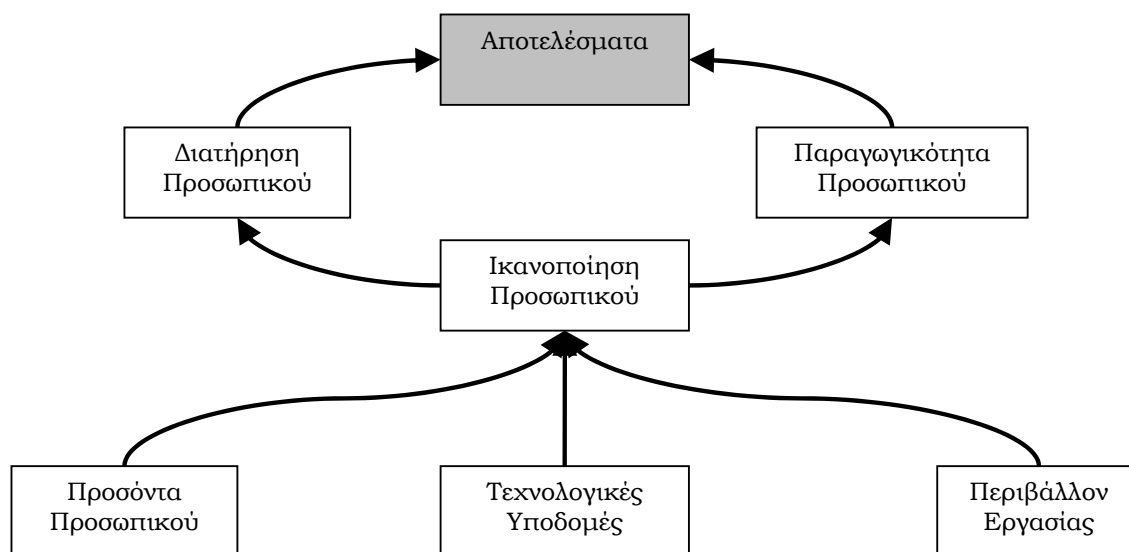 Αποτελέσματα
Διατήρηση
Προσωπικού
Παραγωγικότητα
Προσωπικού
Ικανοποίηση
Προσωπικού
Προσόντα
Προσωπικού
Τεχνολογικές
Υποδομές
Περιβάλλον
Εργασίας